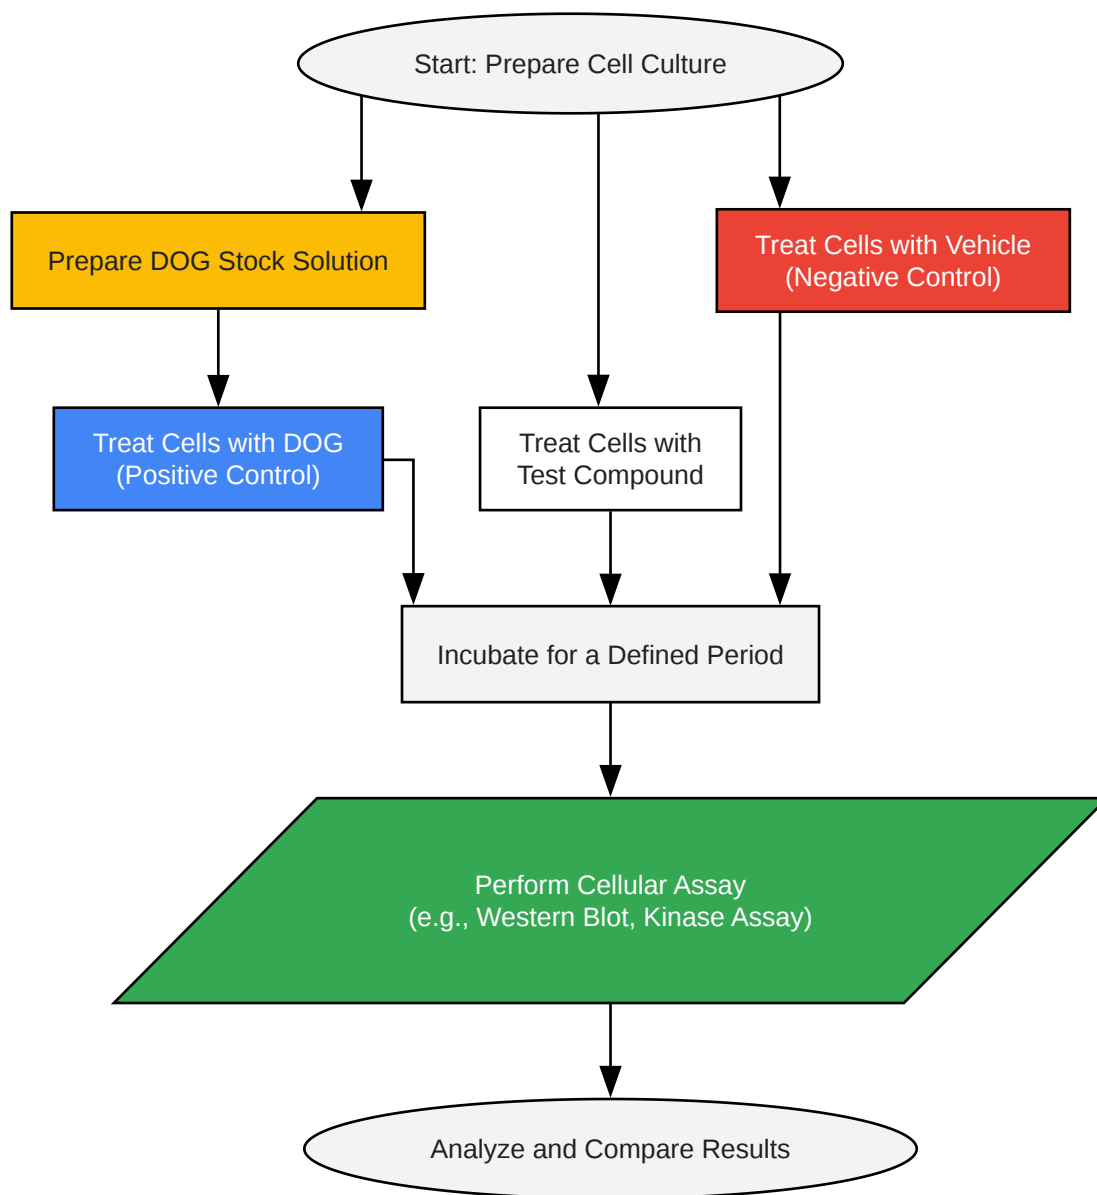 Start: Prepare Cell Culture
Prepare DOG Stock Solution
Treat Cells with Vehicle
(Negative Control)
Treat Cells with DOG
(Positive Control)
Treat Cells with
Test Compound
Incubate for a Defined Period
Perform Cellular Assay
(e.g., Western Blot, Kinase Assay)
Analyze and Compare Results